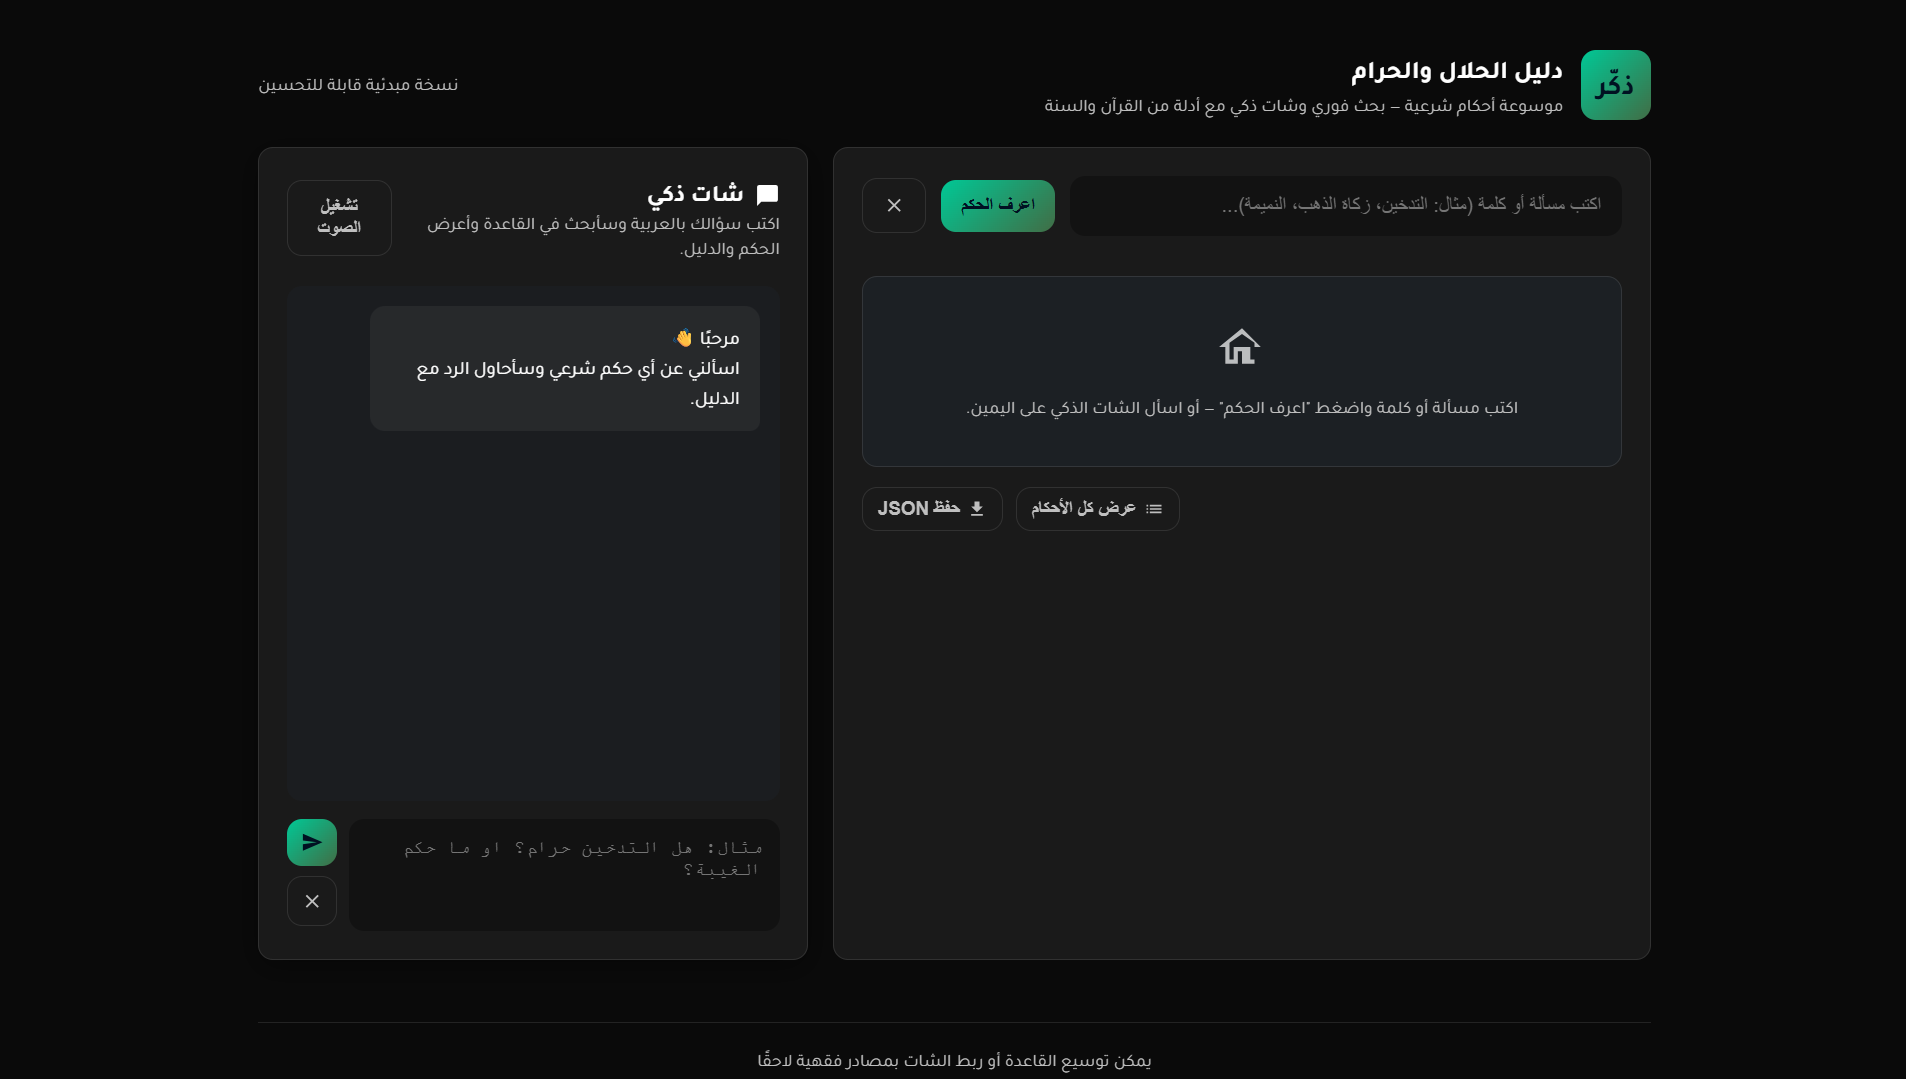 ذكّر
دليل الحلال والحرام
موسوعة أحكام شرعية – بحث فوري وشات ذكي مع أدلة من القرآن والسنة
نسخة مبدئية قابلة للتحسين
اكتب مسألة أو كلمة (مثال: التدخين، زكاة الذهب، النميمة)...
اعرف الحكم
اكتب مسألة أو كلمة واضغط "اعرف الحكم" – أو اسأل الشات الذكي على اليمين.
عرض كل الأحكام
حفظ JSON
شات ذكي
اكتب سؤالك بالعربية وسأبحث في القاعدة وأعرض
الحكم والدليل.
تشغيل
الصوت
مرحبًا 👋
اسألني عن أي حكم شرعي وسأحاول الرد مع
الدليل.
مثال: هل التدخين حرام؟ او ما حكم
الغيبة؟
يمكن توسيع القاعدة أو ربط الشات بمصادر فقهية لاحقًا